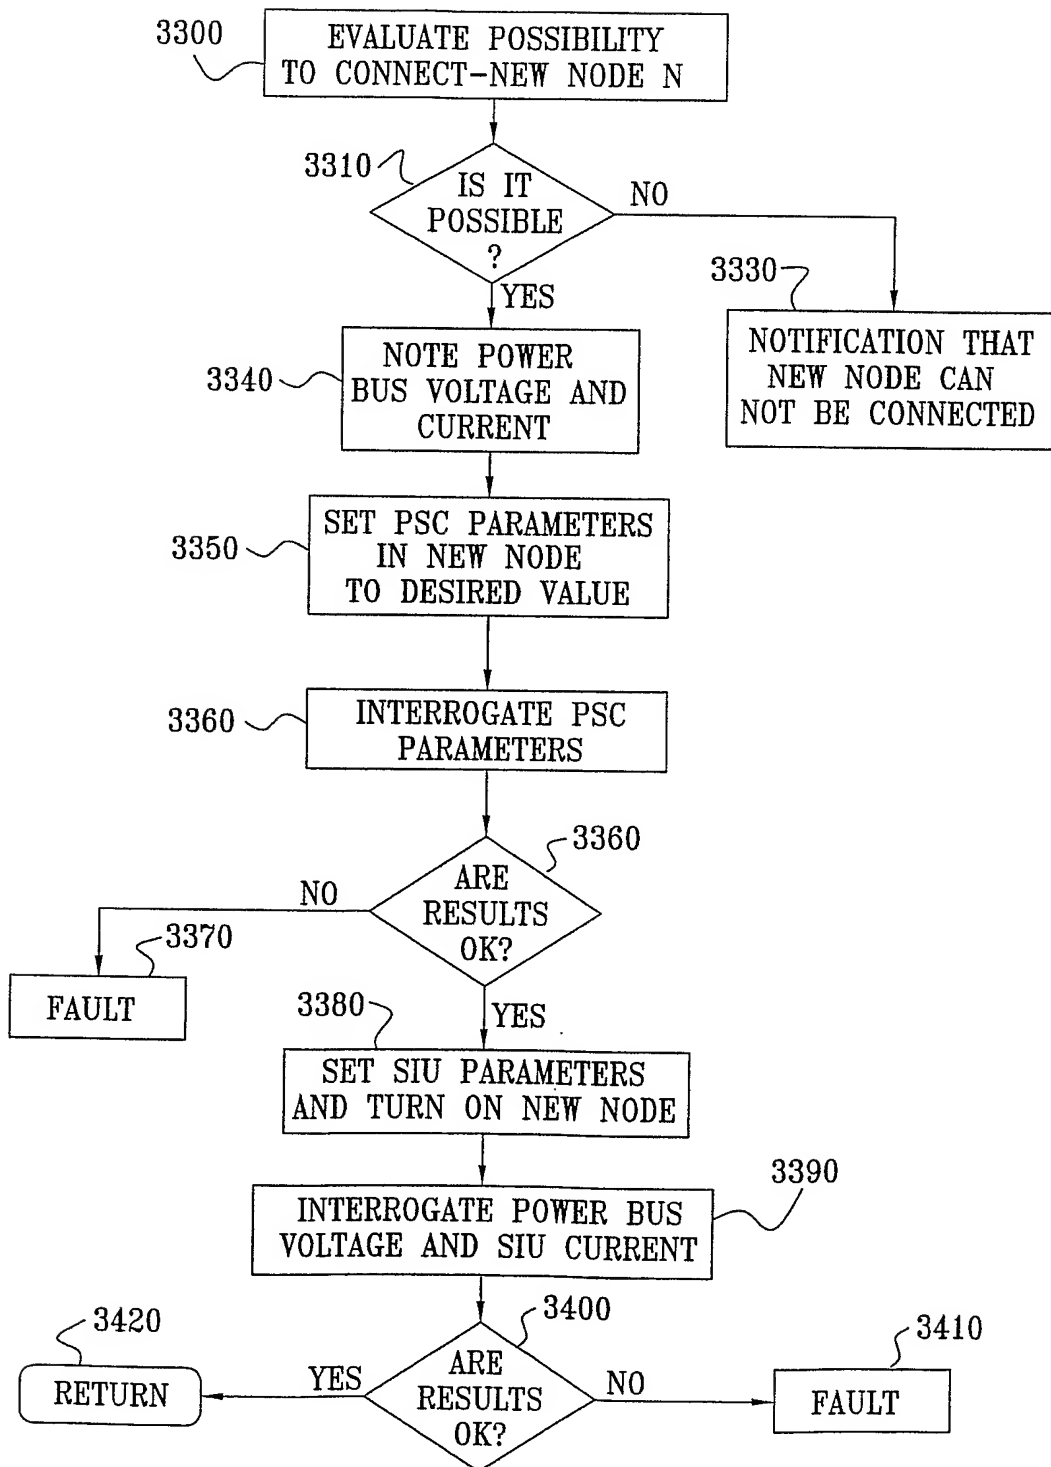 3300
EVALUATE POSSIBILITY
TO CONNECT-NEW NODE N
3310
IS IT
POSSIBLE
?
NO
YES
3330
NOTIFICATION THAT
NEW NODE CAN
NOT BE CONNECTED
3340
NOTE POWER
BUS VOLTAGE AND
CURRENT
3350
SET PSC PARAMETERS
IN NEW NODE
TO DESIRED VALUE
3360
INTERROGATE PSC
PARAMETERS
3360
ARE
RESULTS
OK?
NO
3370
FAULT
YES
3380
SET SIU PARAMETERS
AND TURN ON NEW NODE
3390
INTERROGATE POWER BUS
VOLTAGE AND SIU CURRENT
3400
ARE
RESULTS
OK?
YES
3420
RETURN
NO
3410
FAULT